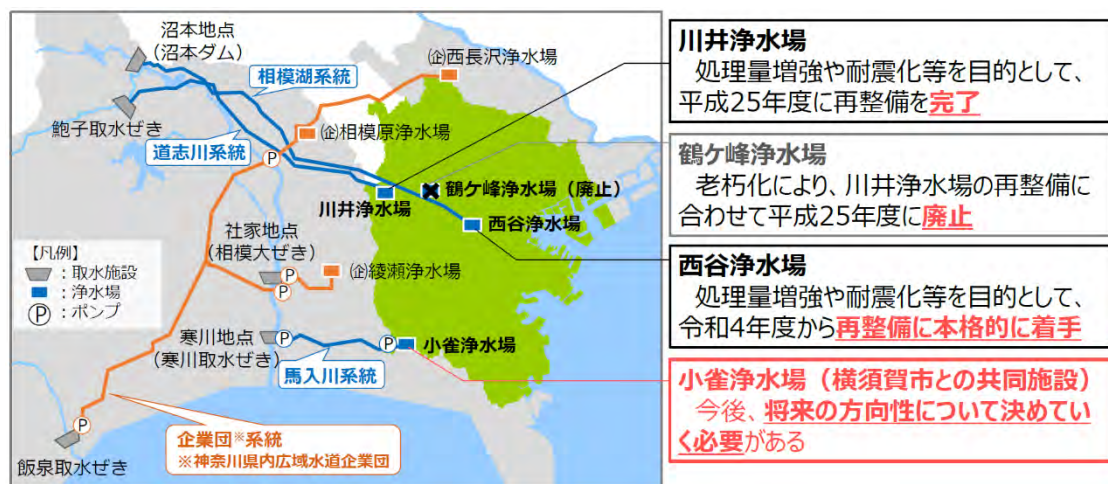 沼本地点
(沼本ダム)
相模湖系統
(企)西長沢浄水場
鮑子取水ぜき
道志川系統
P
(企)相模原浄水場
鶴ケ峰浄水場（廃止）
川井浄水場
西谷浄水場
社家地点
(相模大ぜき)
P
P
(企)綾瀬浄水場
【凡例】
：取水施設
：浄水場
P：ポンプ
寒川地点
(寒川取水ぜき)
P
P
小雀浄水場
馬入川系統
P
飯泉取水ぜき
企業団※系統
※神奈川県内広域水道企業団
川井浄水場
処理量増強や耐震化等を目的として、
平成25年度に再整備を完了
鶴ケ峰浄水場
老朽化により、川井浄水場の再整備に
合わせて平成25年度に廃止
西谷浄水場
処理量増強や耐震化等を目的として、
令和4年度から再整備に本格的に着手
小雀浄水場（横須賀市との共同施設）
今後、将来の方向性について決めてい
く必要がある